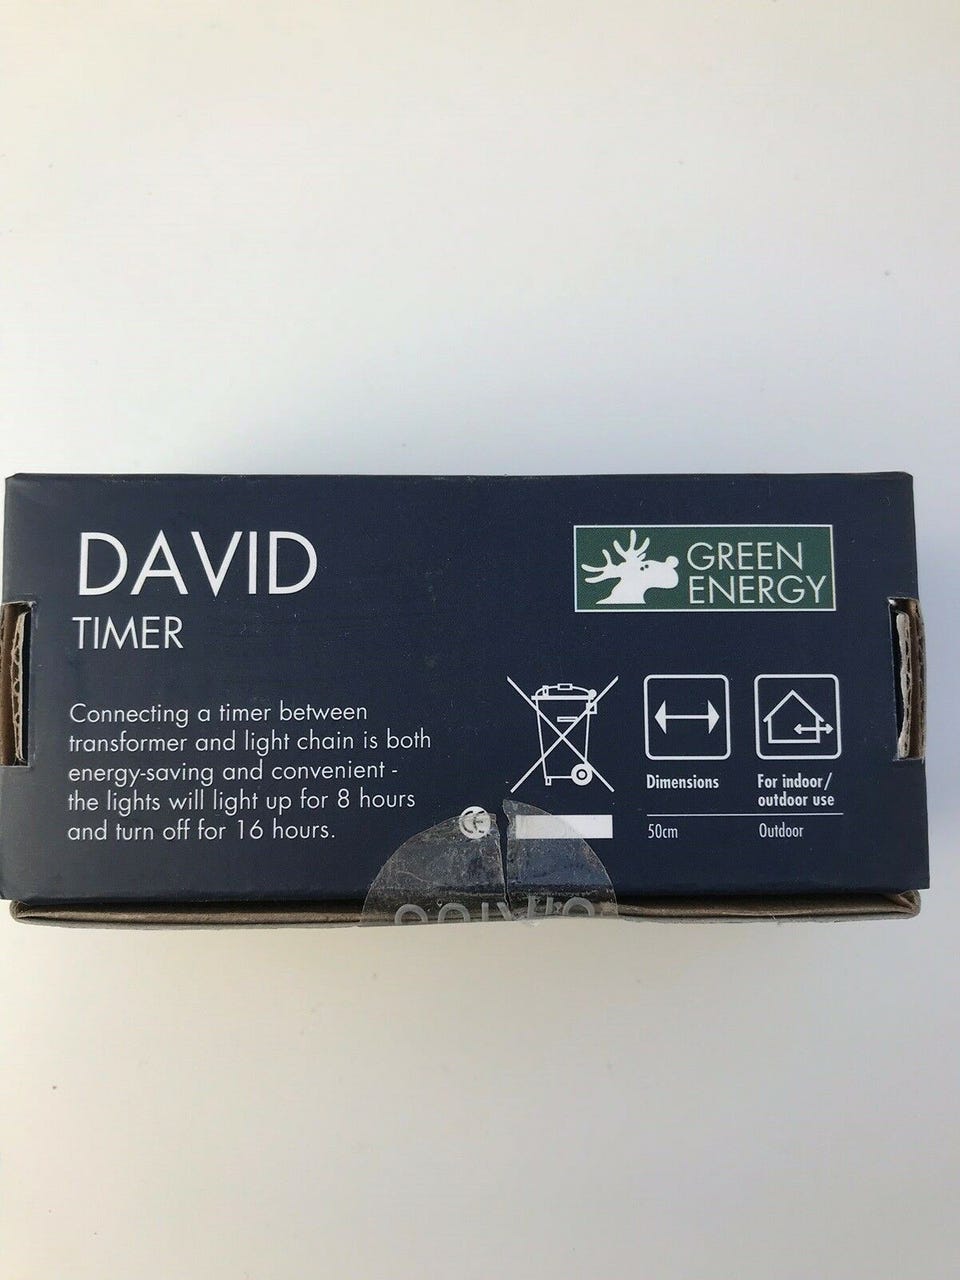 DAVID
TIMER
Connecting a timer between
transformer and light chain is both
energy-saving and convenient -
the lights will light up for 8 hours
and turn off for 16 hours.
GREEN
ENERGY
CE
Dimensions
50cm
For indoor/
outdoor use
Outdoor